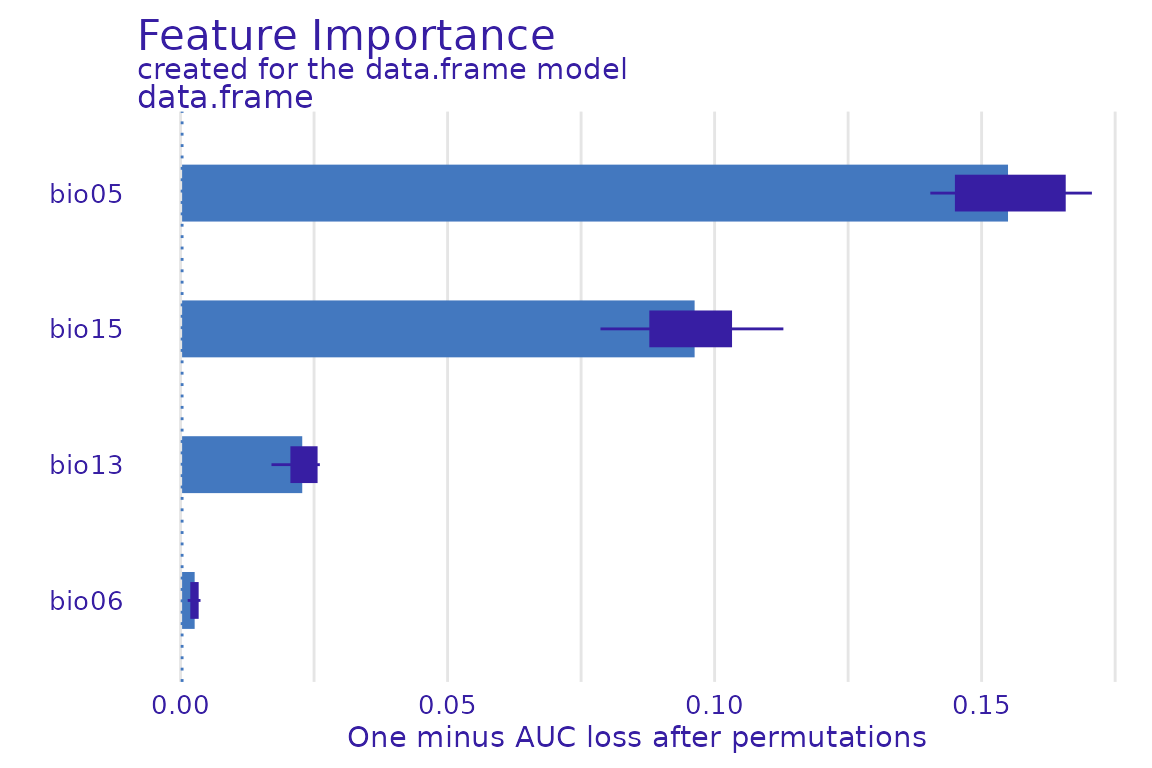 Feature Importance
created for the data.frame model
data.frame
bio05
bio15
bio13
bio06
0.00 0.05 0.10 0.15
One minus AUC loss after permutations